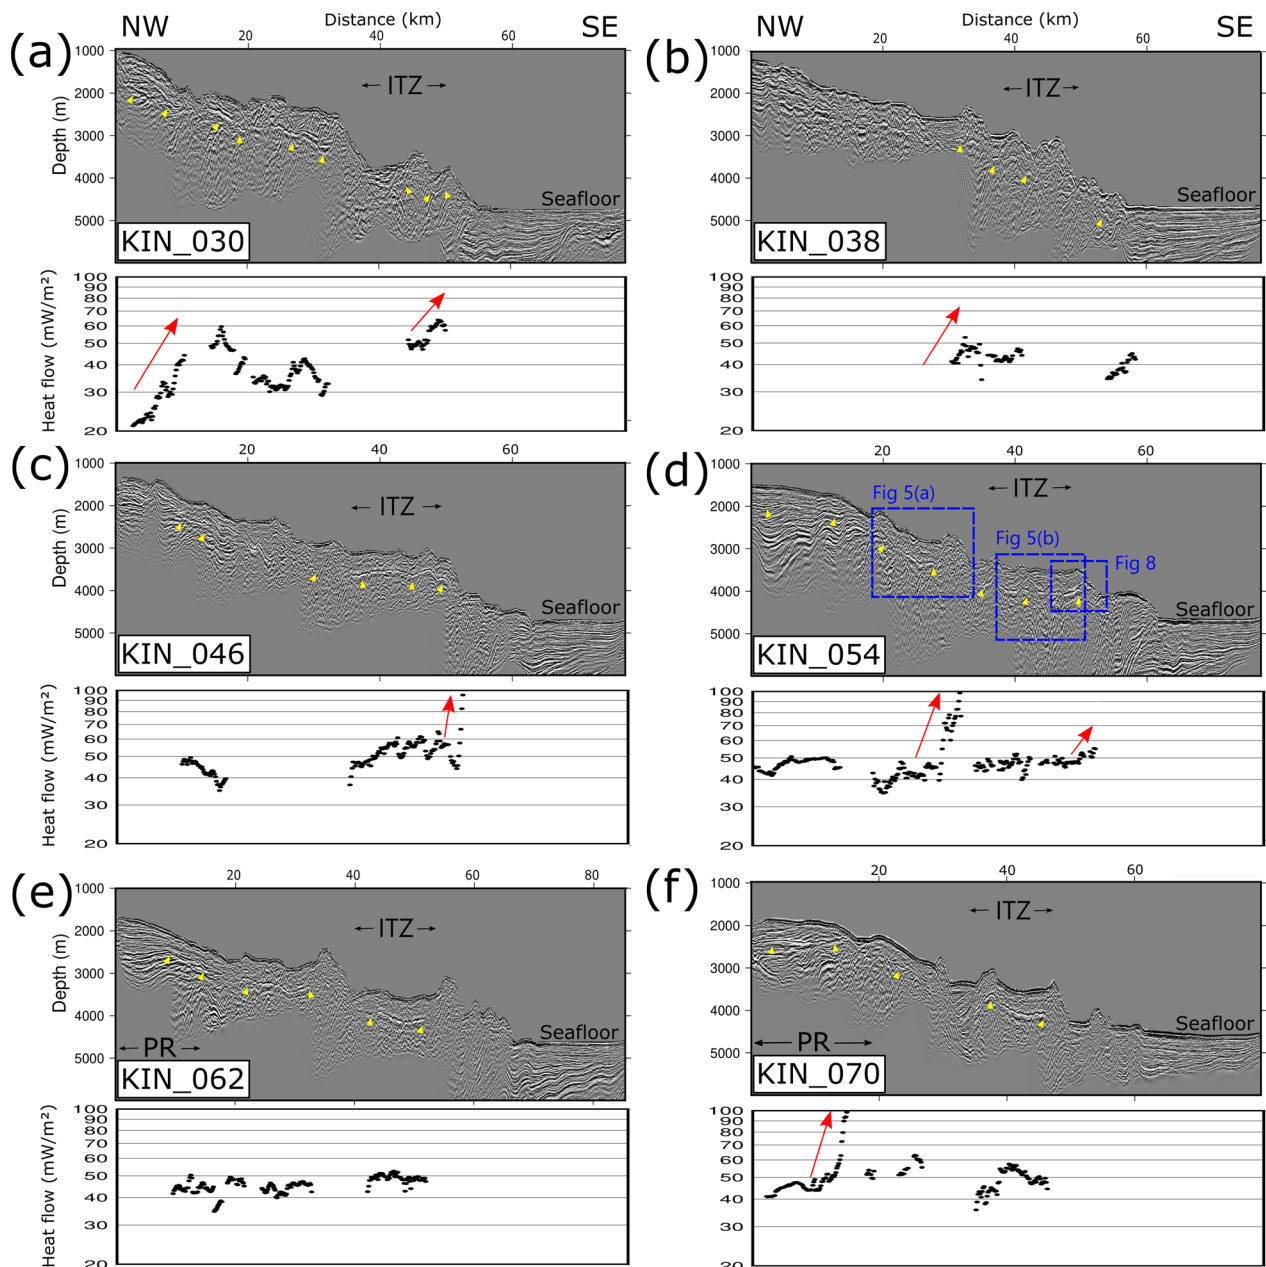 NW Distance (km) SE
NW Distance (km) SE
(a)
20 40 60
1000
2000
3000
4000
5000
Depth (m)
← ITZ →
Seafloor
KIN_030
Heat flow (mW/m²)
100
90
80
70
60
50
40
30
20
(b)
20 40 60
1000
2000
3000
4000
5000
← ITZ →
Seafloor
KIN_038
100
90
80
70
60
50
40
30
20
(c)
20 40 60
1000
2000
3000
4000
5000
Depth (m)
← ITZ →
Seafloor
KIN_046
Heat flow (mW/m²)
100
90
80
70
60
50
40
30
20
(d)
20 40 60
1000
2000
3000
4000
5000
← ITZ →
Fig 5(a)
Fig 5(b)
Fig 8
Seafloor
KIN_054
100
90
80
70
60
50
40
30
20
(e)
20 40 60 80
1000
2000
3000
4000
5000
Depth (m)
← ITZ →
Seafloor
← PR →
KIN_062
Heat flow (mW/m²)
100
90
80
70
60
50
40
30
20
(f)
20 40 60
1000
2000
3000
4000
5000
← ITZ →
Seafloor
← PR →
KIN_070
100
90
80
70
60
50
40
30
20